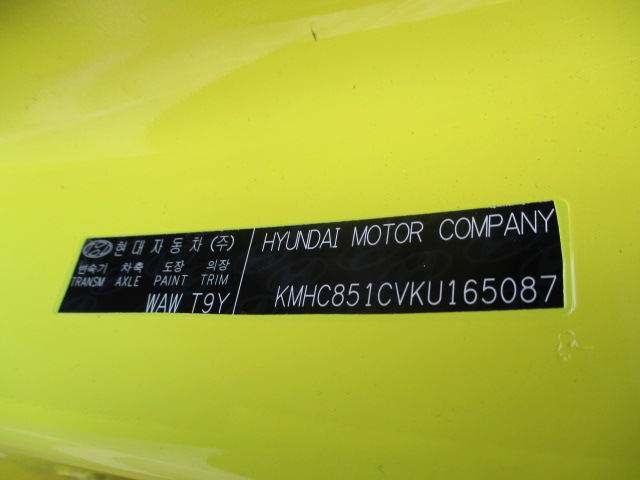 현대자동차(주)
변속기 차축 도장 의장
TRANSM AXLE PAINT TRIM
WAW T9Y
HYUNDAI MOTOR COMPANY
KMHC851CVKU165087